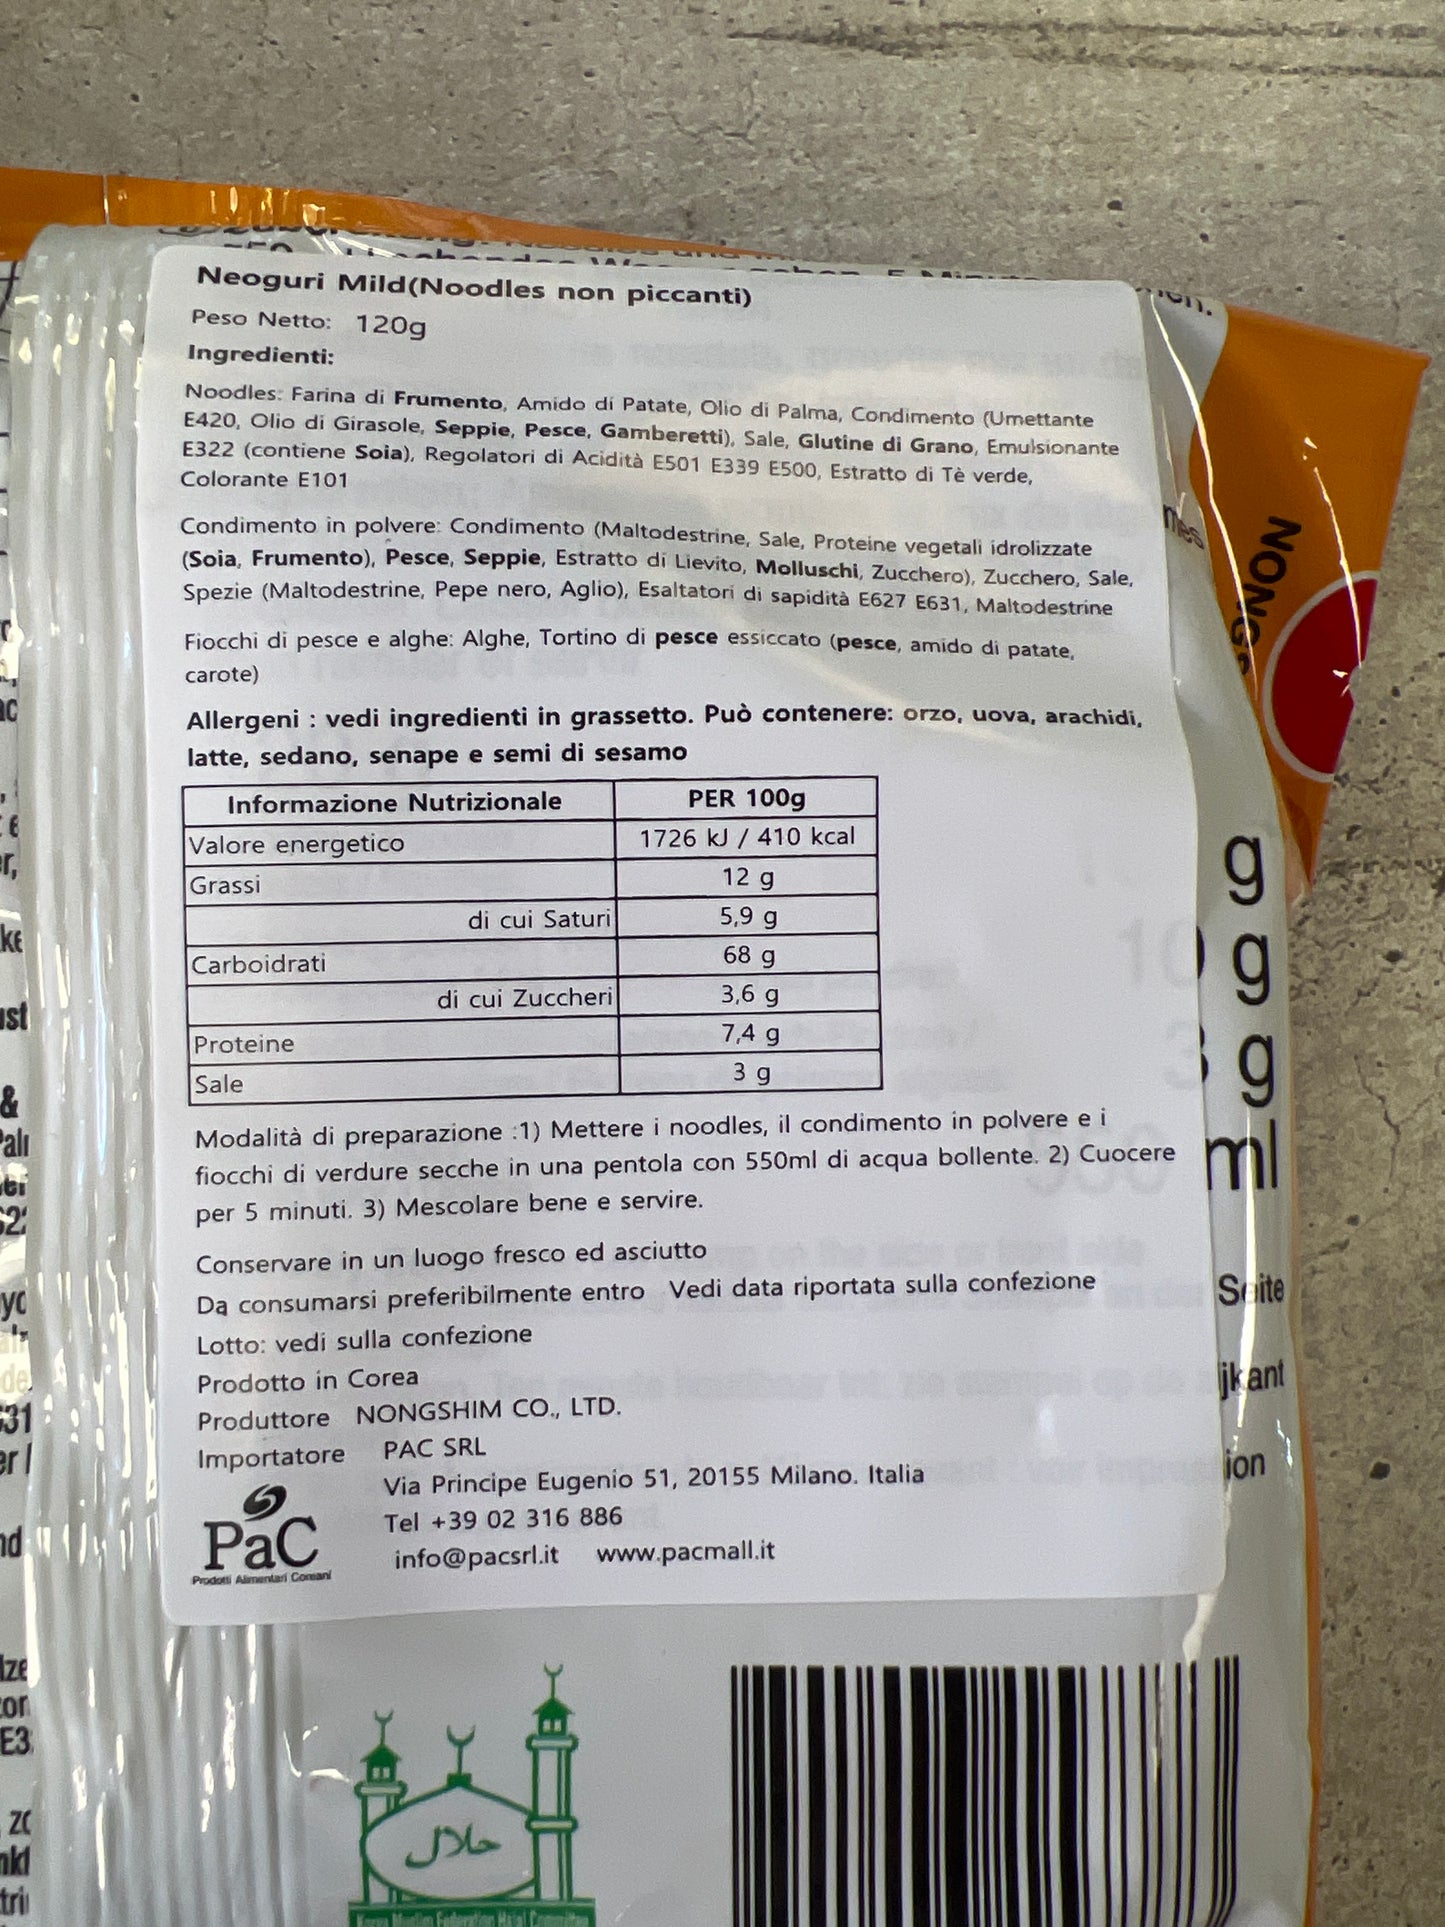 Neoguri Mild(Noodles non piccanti)
Peso Netto: 120g
Ingredienti:
Noodles: Farina di Frumento, Amido di Patate, Olio di Palma, Condimento (Umettante
E420, Olio di Girasole, Seppie, Pesce, Gamberetti), Sale, Glutine di Grano, Emulsionante
E322 (contiene Soia), Regolatori di Acidità E501 E339 E500, Estratto di Tè verde,
Colorante E101
Condimento in polvere: Condimento (Maltodestrine, Sale, Proteine vegetali idrolizzate
(Soia, Frumento), Pesce, Seppie, Estratto di Lievito, Molluschi, Zucchero), Zucchero, Sale,
Spezie (Maltodestrine, Pepe nero, Aglio), Esaltatori di sapidità E627 E631, Maltodestrine
Fiocchi di pesce e alghe: Alghe, Tortino di pesce essiccato (pesce, amido di patate,
carote)
Allergeni : vedi ingredienti in grassetto. Può contenere: orzo, uova, arachidi,
latte, sedano, senape e semi di sesamo
Informazione Nutrizionale PER 100g
Valore energetico 1726 kJ / 410 kcal
Grassi 12 g
di cui Saturi 5,9 g
Carboidrati 68 g
di cui Zuccheri 3,6 g
Proteine 7,4 g
Sale 3 g
Modalità di preparazione :1) Mettere i noodles, il condimento in polvere e i
fiocchi di verdure secche in una pentola con 550ml di acqua bollente. 2) Cuocere
per 5 minuti. 3) Mescolare bene e servire.
Conservare in un luogo fresco ed asciutto
Da consumarsi preferibilmente entro Vedi data riportata sulla confezione
Lotto: vedi sulla confezione
Prodotto in Corea
Produttore NONGSHIM CO., LTD.
Importatore PAC SRL
Via Principe Eugenio 51, 20155 Milano. Italia
Tel +39 02 316 886
info@pacsrl.it www.pacmall.it
PaC
Prodotti Alimentari Coreani
g
g
g
ml
Seite
حلال
Korea Muslim Federation Halal Committee